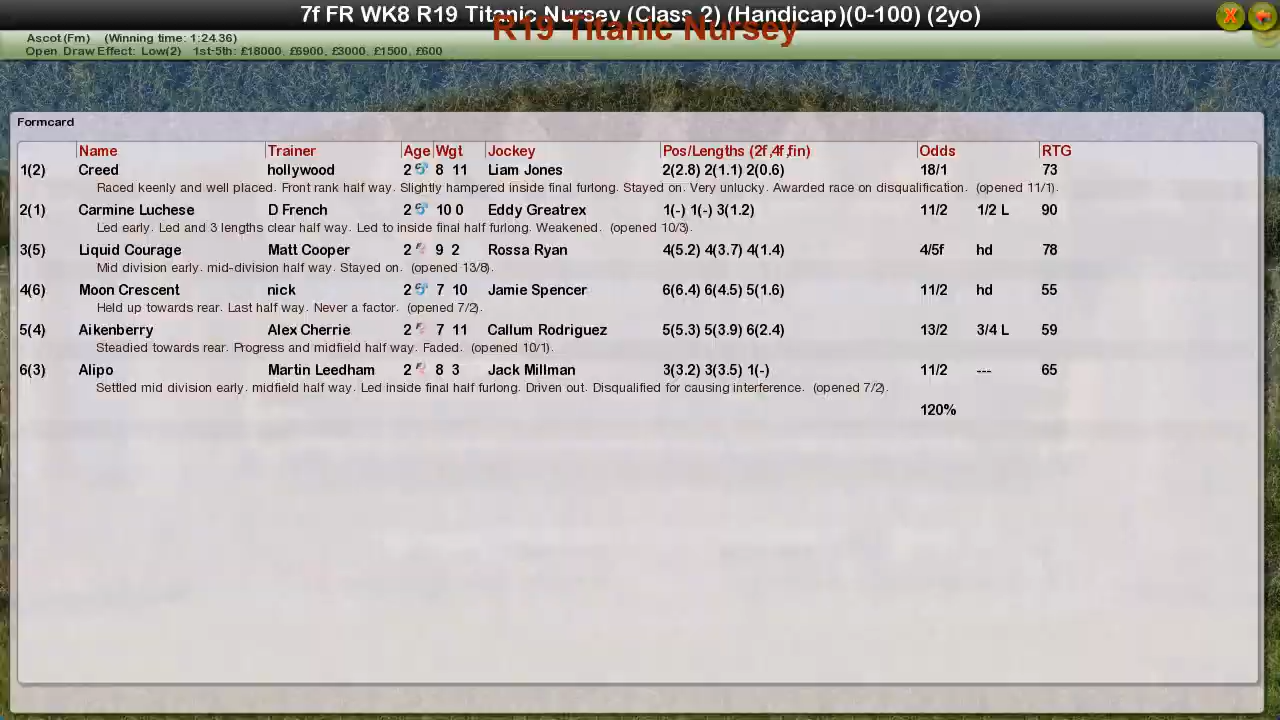 7f FR WK8 R19 Titanic Nursey (Class 2) (Handicap)(0-100) (2yo)
R19 Titanic Nursey
Ascot(Fm) (Winning time: 1:24.36)
Open Draw Effect: Low(2) 1st-5th: £18000, £6900, £3000, £1500, £600
Formcard
Name Trainer Age Wgt Jockey Pos/Lengths (2f,4f,fin) Odds RTG
1(2) Creed hollywood 2 8 11 Liam Jones 2(2.8) 2(1.1) 2(0.6) 18/1 73
Raced keenly and well placed. Front rank half way. Slightly hampered inside final furlong. Stayed on. Very unlucky. Awarded race on disqualification. (opened 11/1).
2(1) Carmine Luchese D French 2 10 0 Eddy Greatrex 1(-) 1(-) 3(1.2) 11/2 1/2 L 90
Led early. Led and 3 lengths clear half way. Led to inside final half furlong. Weakened. (opened 10/3).
3(5) Liquid Courage Matt Cooper 2 9 2 Rossa Ryan 4(5.2) 4(3.7) 4(1.4) 4/5f hd 78
Mid division early. mid-division half way. Stayed on. (opened 13/8).
4(6) Moon Crescent nick 2 7 10 Jamie Spencer 6(6.4) 6(4.5) 5(1.6) 11/2 hd 55
Held up towards rear. Last half way. Never a factor. (opened 7/2).
5(4) Aikenberry Alex Cherrie 2 7 11 Callum Rodriguez 5(5.3) 5(3.9) 6(2.4) 13/2 3/4 L 59
Steadied towards rear. Progress and midfield half way. Faded. (opened 10/1).
6(3) Alipo Martin Leedham 2 8 3 Jack Millman 3(3.2) 3(3.5) 1(-) 11/2 --- 65
Settled mid division early. midfield half way. Led inside final half furlong. Driven out. Disqualified for causing interference. (opened 7/2).
120%